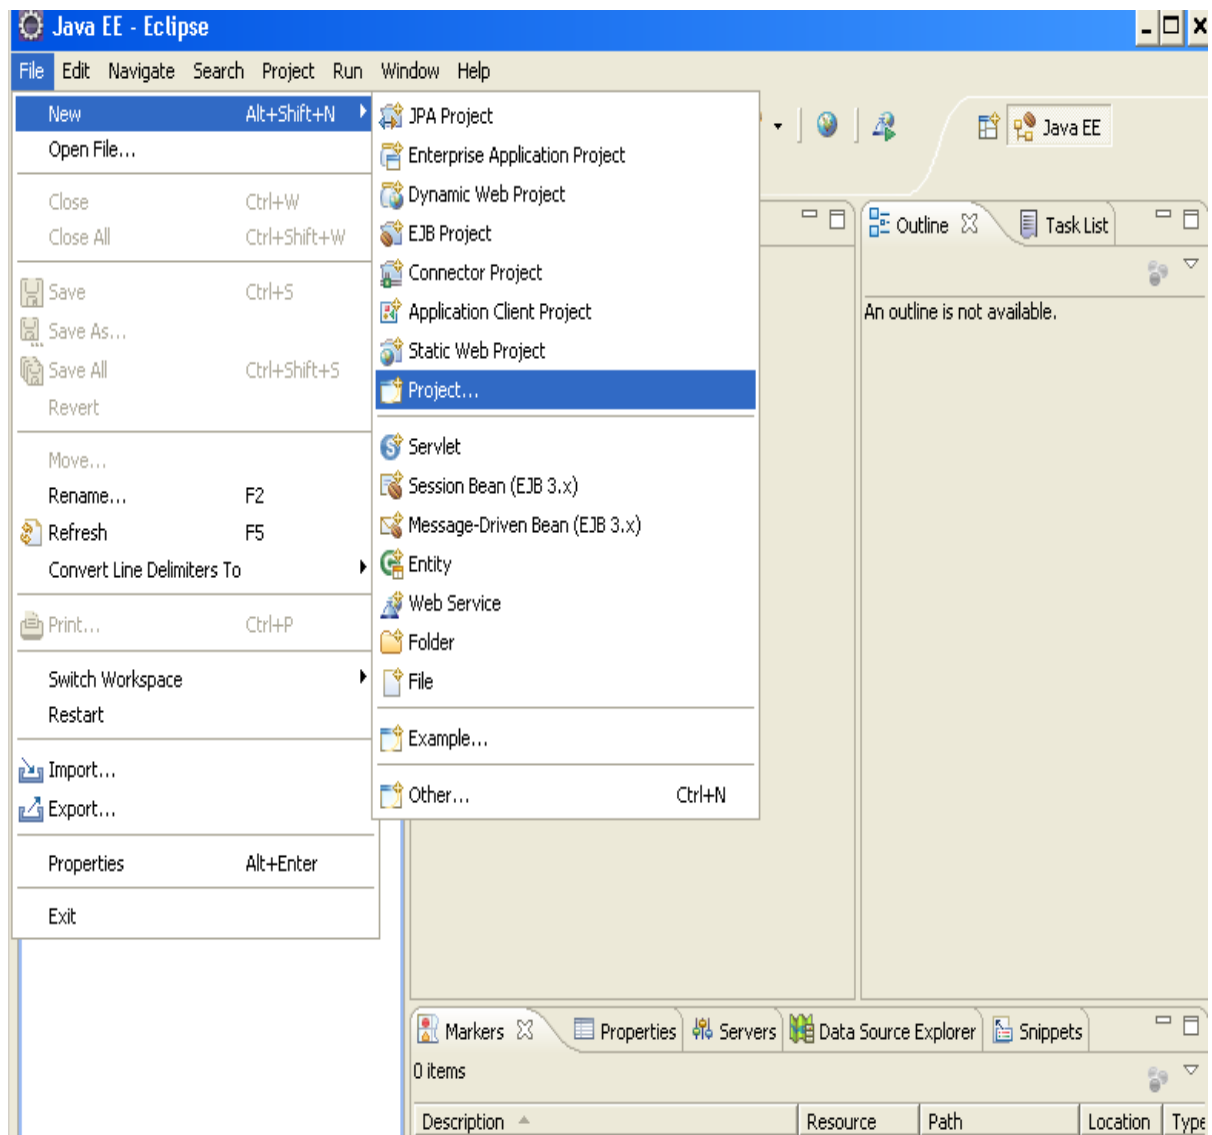 Java EE - Eclipse
File Edit Navigate Search Project Run Window Help
New Alt+Shift+N
Open File...
Close Ctrl+W
Close All Ctrl+Shift+W
Save Ctrl+S
Save As...
Save All Ctrl+Shift+S
Revert
Move...
Rename... F2
Refresh F5
Convert Line Delimiters To
Print... Ctrl+P
Switch Workspace
Restart
Import...
Export...
Properties Alt+Enter
Exit
JPA Project
Enterprise Application Project
Dynamic Web Project
EJB Project
Connector Project
Application Client Project
Static Web Project
Project...
Servlet
Session Bean (EJB 3.x)
Message-Driven Bean (EJB 3.x)
Entity
Web Service
Folder
File
Example...
Other... Ctrl+N
Java EE
Outline Task List
An outline is not available.
Markers Properties Servers Data Source Explorer Snippets
0 items
Description Resource Path Location Type